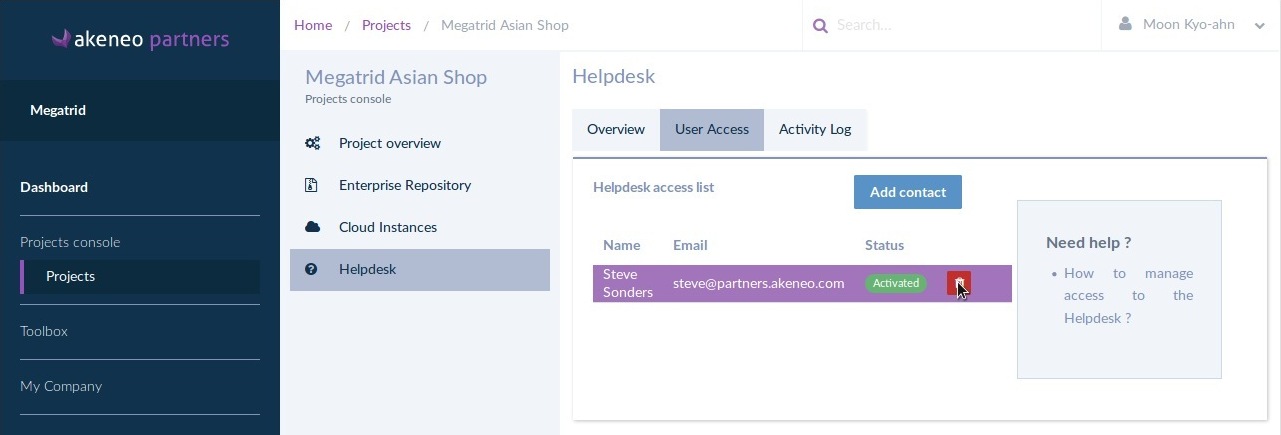 akeneo partners
Megatrid
Dashboard
Projects console
Projects
Toolbox
My Company
Home / Projects / Megatrid Asian Shop
Search...
Moon Kyo-ahn
Megatrid Asian Shop
Projects console
Project overview
Enterprise Repository
Cloud Instances
Helpdesk
Helpdesk
Overview User Access Activity Log
Helpdesk access list
Add contact
Name Email Status
Steve
Sonders
steve@partners.akeneo.com
Activated
Need help ?
• How to manage
access to the
Helpdesk ?